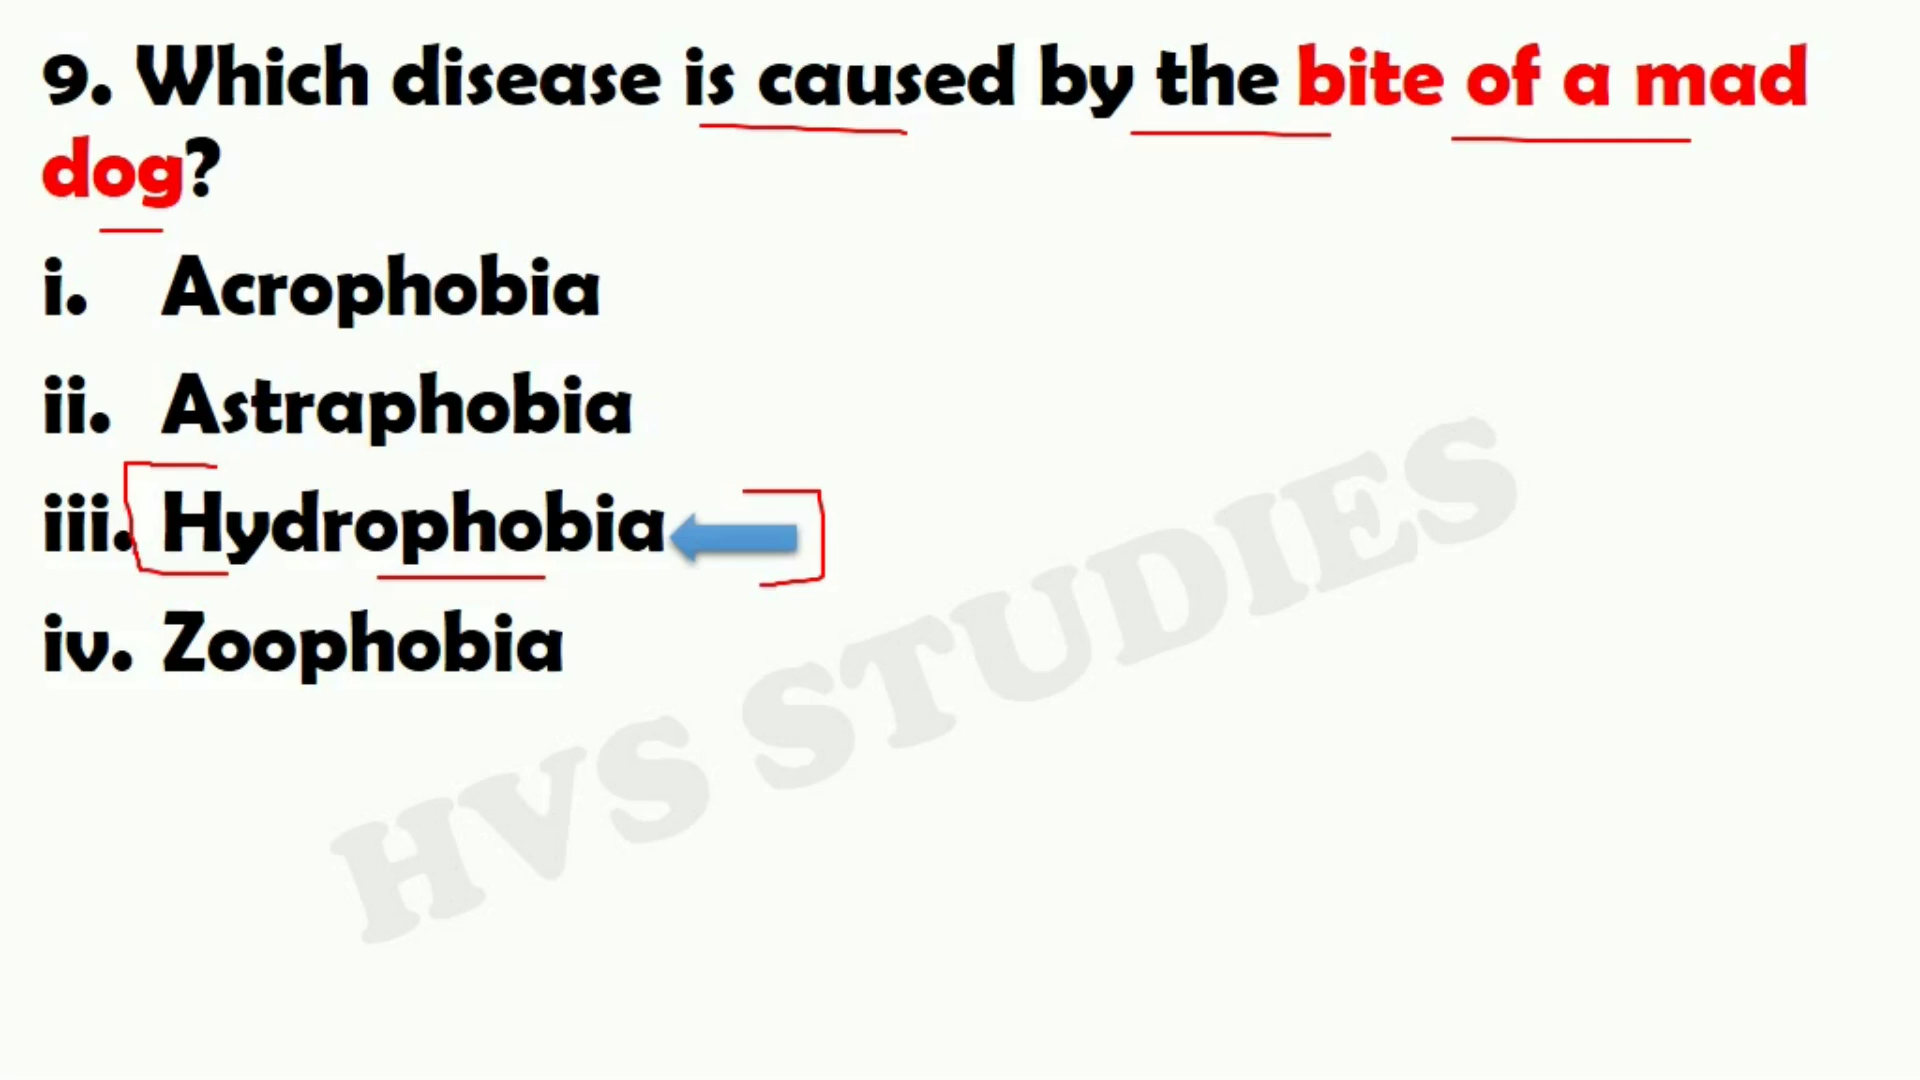 9. Which disease is caused by the bite of a mad
dog?
i. Acrophobia
ii. Astraphobia
iii. Hydrophobia
iv. Zoophobia
HVS STUDIES